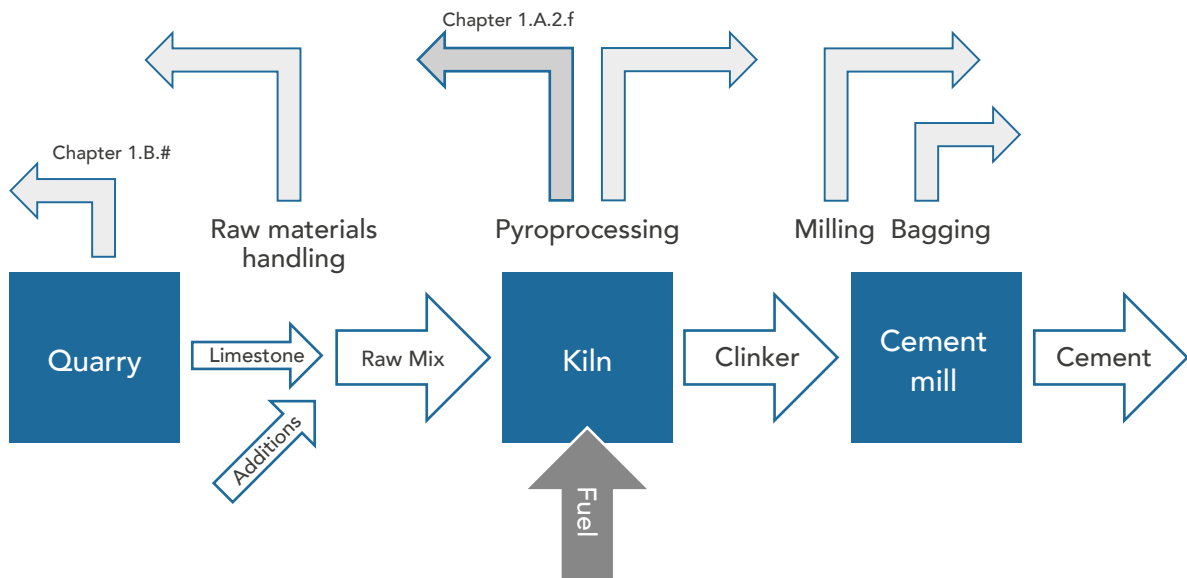 Chapter 1.A.2.f
Chapter 1.B.#
Raw materials
handling
Pyroprocessing
Milling
Bagging
Quarry
Limestone
Additions
Raw Mix
Kiln
Fuel
Clinker
Cement
mill
Cement